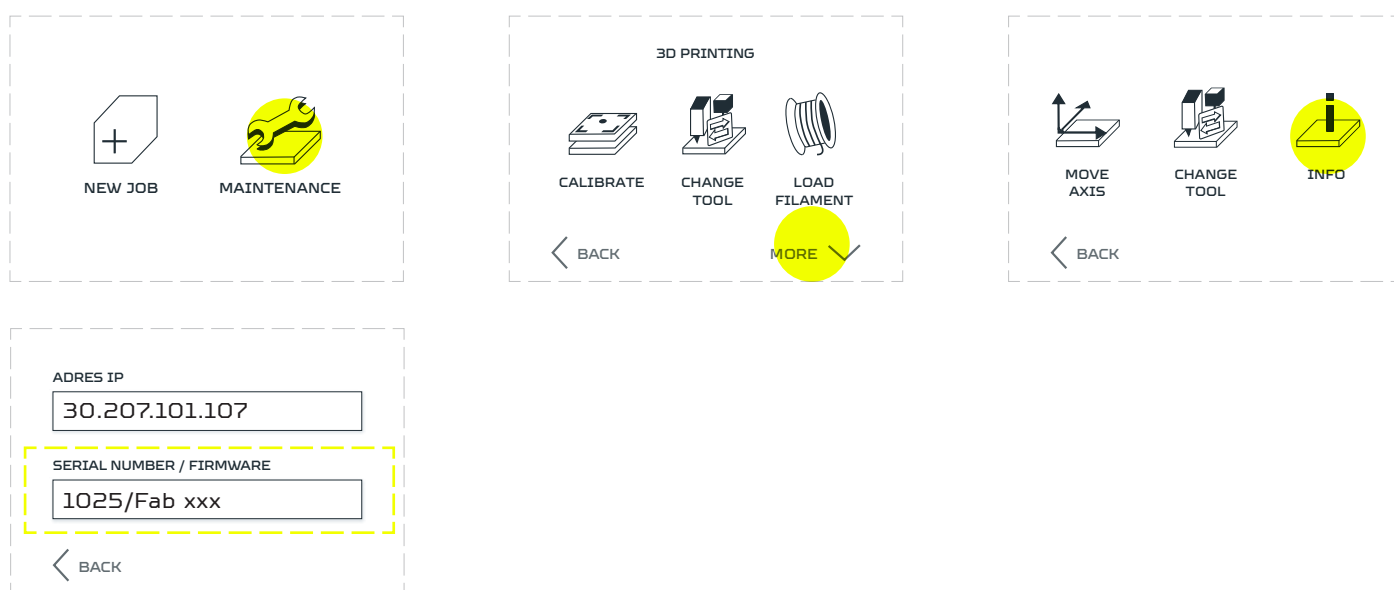 NEW JOB
MAINTENANCE
3D PRINTING
CALIBRATE
CHANGE
TOOL
LOAD
FILAMENT
BACK
MORE
MOVE
AXIS
CHANGE
TOOL
INFO
BACK
ADRES IP
30.207.101.107
SERIAL NUMBER / FIRMWARE
1025/Fab xxx
BACK